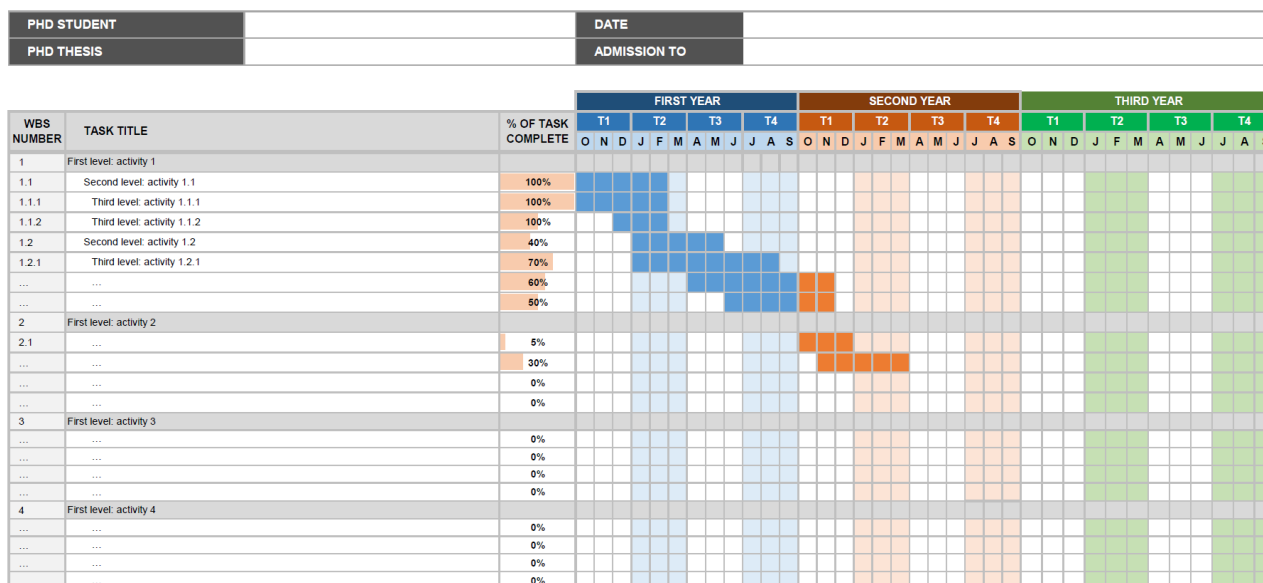 PHD STUDENT DATE
PHD THESIS ADMISSION TO
FIRST YEAR SECOND YEAR THIRD YEAR
WBS NUMBER TASK TITLE % OF TASK COMPLETE T1 T2 T3 T4 T1 T2 T3 T4 T1 T2 T3 T4
O N D J F M A M J J A S O N D J F M A M J J A S O N D J F M A M J J A
1 First level: activity 1
1.1 Second level: activity 1.1 100%
1.1.1 Third level: activity 1.1.1 100%
1.1.2 Third level: activity 1.1.2 100%
1.2 Second level: activity 1.2 40%
1.2.1 Third level: activity 1.2.1 70%
... ... 60%
... ... 50%
2 First level: activity 2
2.1 ... 5%
... ... 30%
... ... 0%
... ... 0%
3 First level: activity 3
... ... 0%
... ... 0%
... ... 0%
... ... 0%
4 First level: activity 4
... ... 0%
... ... 0%
... ... 0%
0%